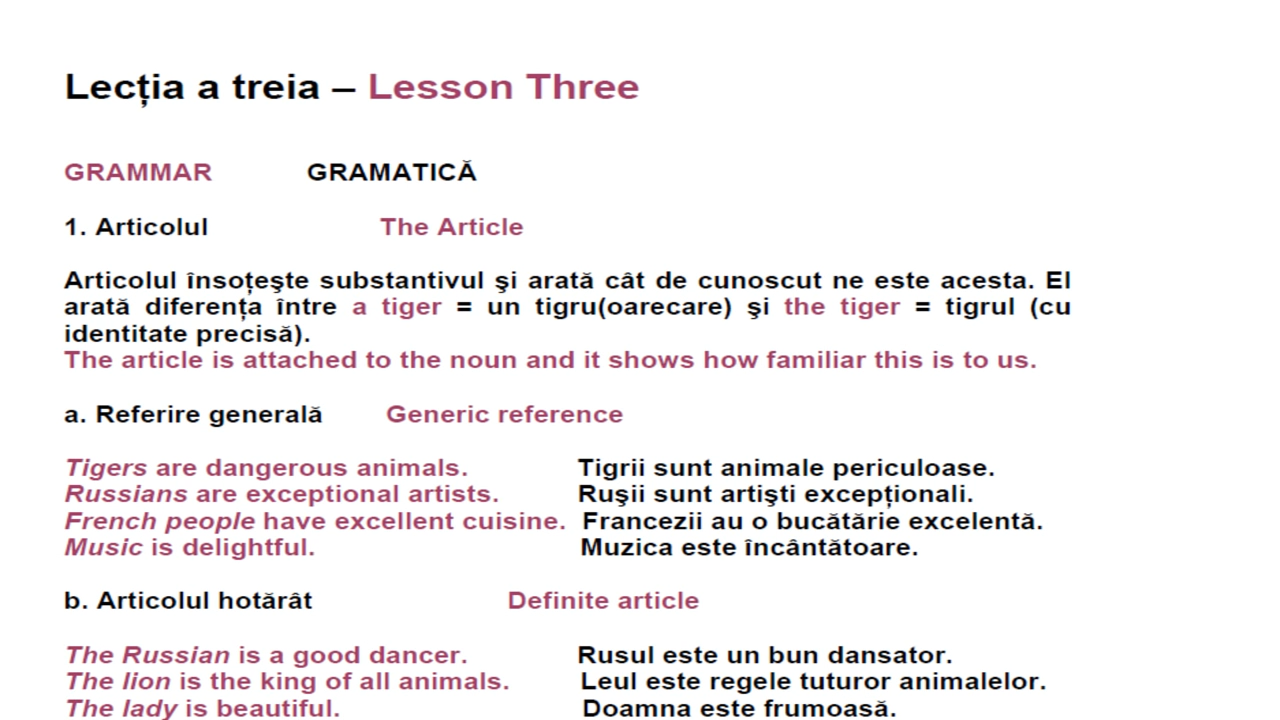 Lecția a treia – Lesson Three
GRAMMAR GRAMATICĂ
1. Articolul The Article
Articolul însoțeşte substantivul şi arată cât de cunoscut ne este acesta. El
arată diferența între a tiger = un tigru(oarecare) şi the tiger = tigrul (cu
identitate precisă).
The article is attached to the noun and it shows how familiar this is to us.
a. Referire generală Generic reference
Tigers are dangerous animals. Tigrii sunt animale periculoase.
Russians are exceptional artists. Ruşii sunt artişti excepționali.
French people have excellent cuisine. Francezii au o bucătărie excelentă.
Music is delightful. Muzica este încântătoare.
b. Articolul hotărât Definite article
The Russian is a good dancer. Rusul este un bun dansator.
The lion is the king of all animals. Leul este regele tuturor animalelor.
The lady is beautiful. Doamna este frumoasă.